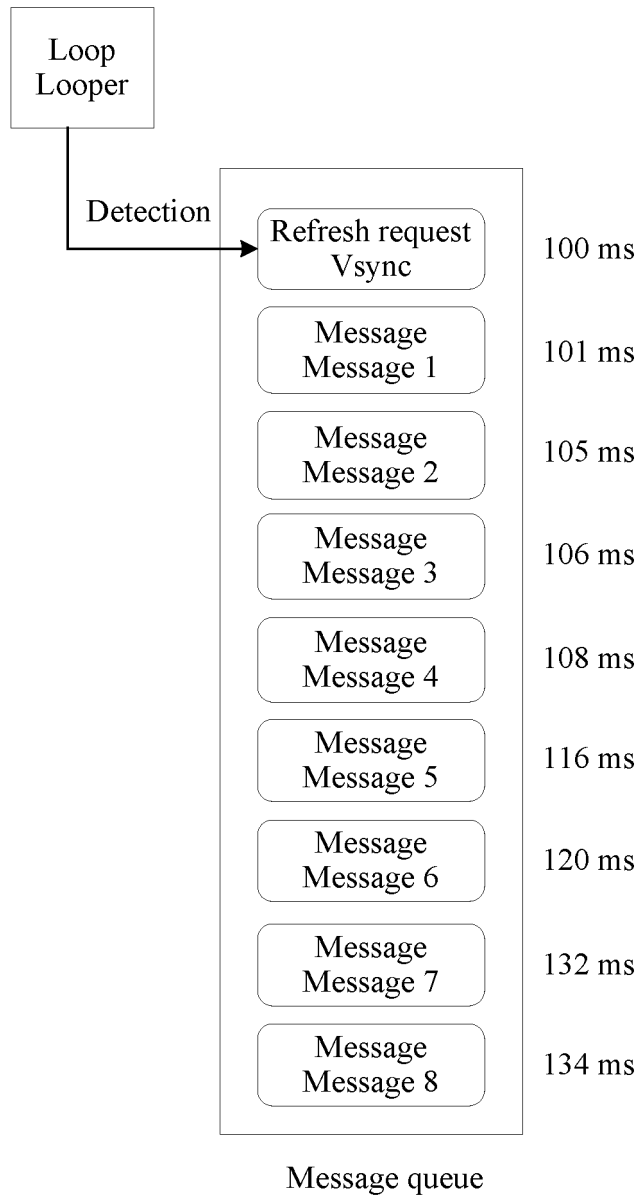 Loop
Looper
Detection
Refresh request
Vsync
100 ms
Message
Message 1
101 ms
Message
Message 2
105 ms
Message
Message 3
106 ms
Message
Message 4
108 ms
Message
Message 5
116 ms
Message
Message 6
120 ms
Message
Message 7
132 ms
Message
Message 8
134 ms
Message queue